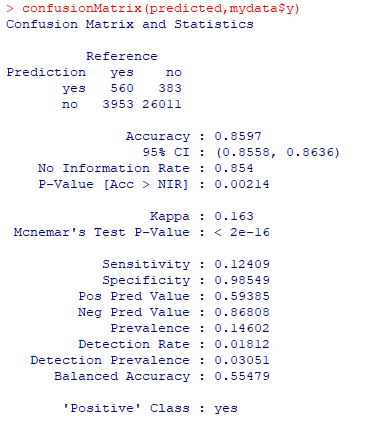 > confusionMatrix(predicted,mydata$y)
Confusion Matrix and Statistics
Reference
Prediction yes no
yes 560 383
no 3953 26011
Accuracy : 0.8597
95% CI : (0.8558, 0.8636)
No Information Rate : 0.854
P-Value [Acc > NIR] : 0.00214
Kappa : 0.163
Mcnemar's Test P-Value : < 2e-16
Sensitivity : 0.12409
Specificity : 0.98549
Pos Pred Value : 0.59385
Neg Pred Value : 0.86808
Prevalence : 0.14602
Detection Rate : 0.01812
Detection Prevalence : 0.03051
Balanced Accuracy : 0.55479
'Positive' Class : yes